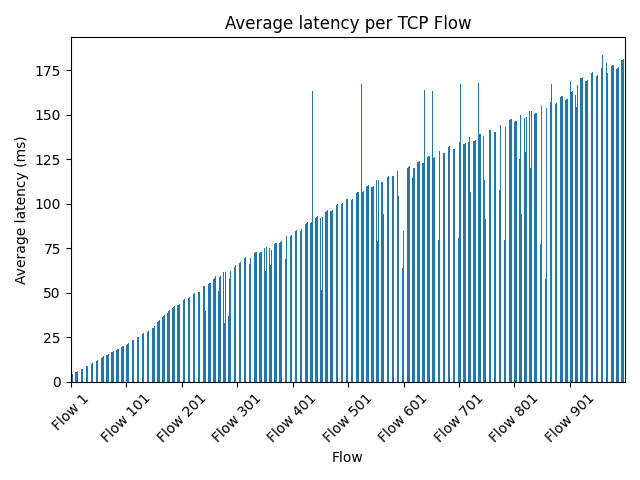 Average latency per TCP Flow
Average latency (ms)
175
150
125
100
75
50
25
0
Flow 1
Flow 101
Flow 201
Flow 301
Flow 401
Flow 501
Flow 601
Flow 701
Flow 801
Flow 901
Flow